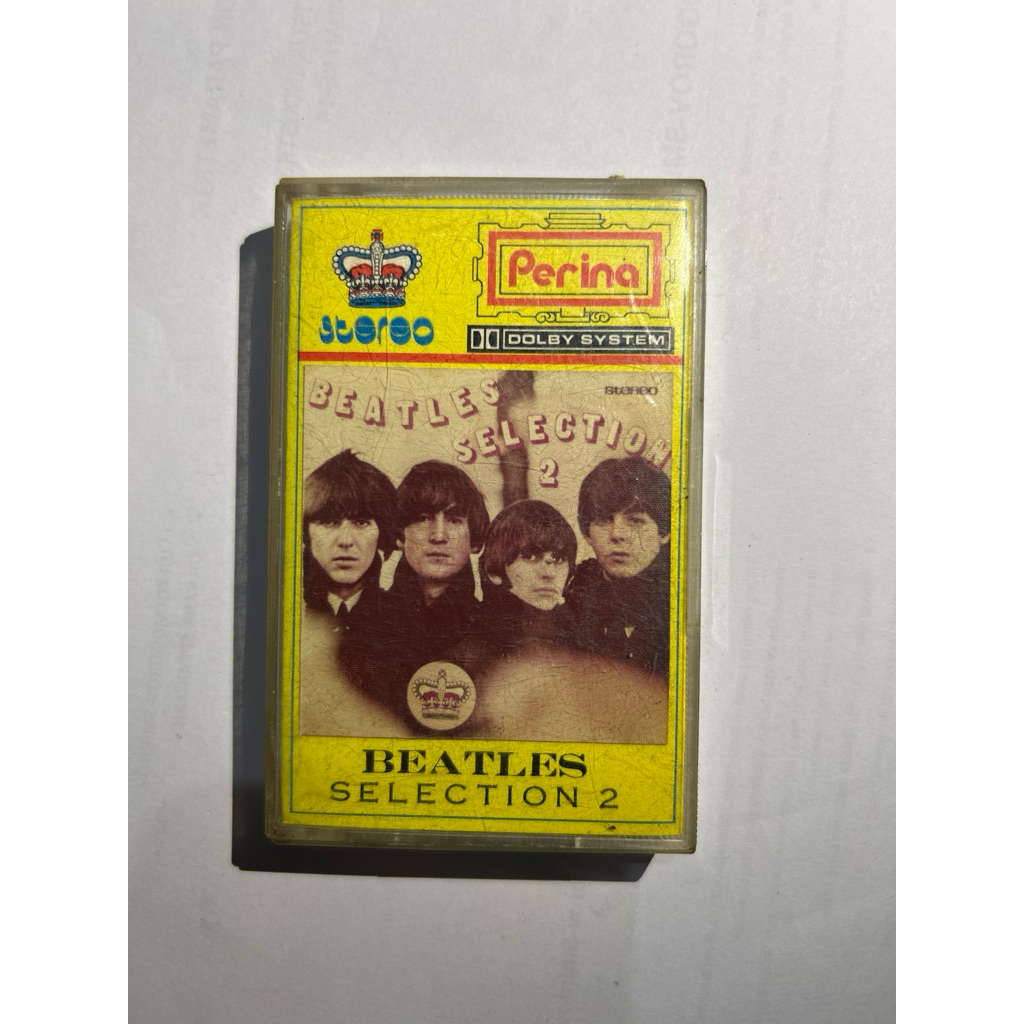 stereo
Perina
DOLBY SYSTEM
BEATLES
stereo
SELECTION
2
BEATLES
SELECTION 2